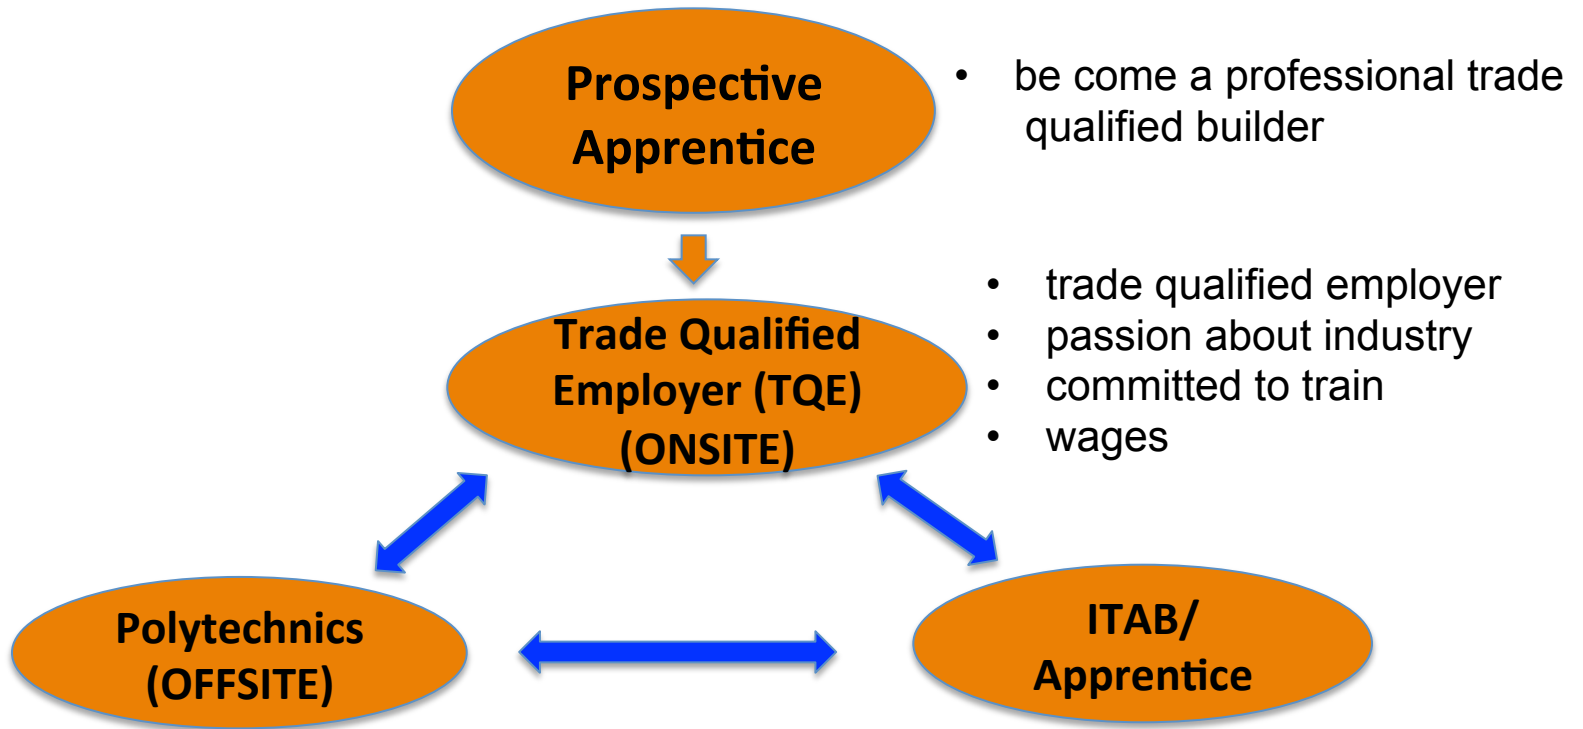 Prospective
Apprentice
• be come a professional trade
qualified builder
Trade Qualified
Employer (TQE)
(ONSITE)
• trade qualified employer
• passion about industry
• committed to train
• wages
Polytechnics
(OFFSITE)
ITAB/
Apprentice